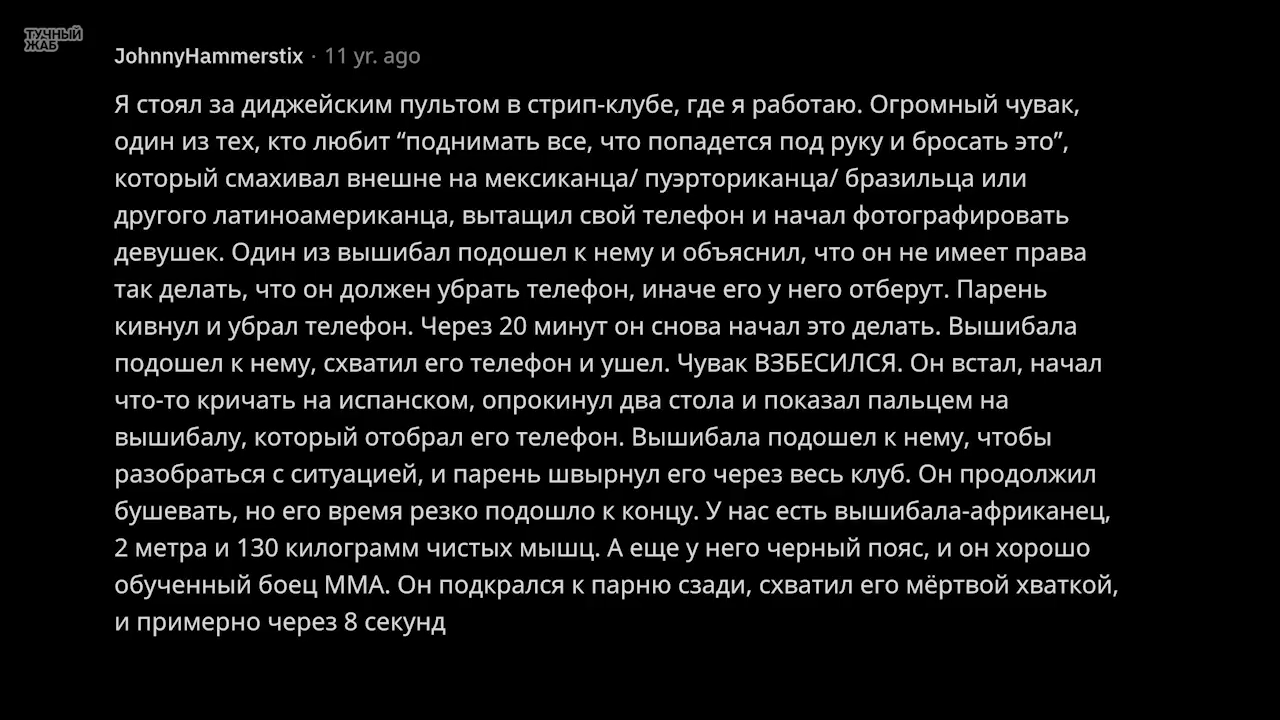 ТУЧНЫЙ
ЖАБ
JohnnyHammerstix · 11 yr. ago
Я стоял за диджейским пультом в стрип-клубе, где я работаю. Огромный чувак,
один из тех, кто любит “поднимать все, что попадется под руку и бросать это”,
который смахивал внешне на мексиканца/ пуэрториканца/ бразильца или
другого латиноамериканца, вытащил свой телефон и начал фотографировать
девушек. Один из вышибал подошел к нему и объяснил, что он не имеет права
так делать, что он должен убрать телефон, иначе его у него отберут. Парень
кивнул и убрал телефон. Через 20 минут он снова начал это делать. Вышибала
подошел к нему, схватил его телефон и ушел. Чувак ВЗБЕСИЛСЯ. Он встал, начал
что-то кричать на испанском, опрокинул два стола и показал пальцем на
вышибалу, который отобрал его телефон. Вышибала подошел к нему, чтобы
разобраться с ситуацией, и парень швырнул его через весь клуб. Он продолжил
бушевать, но его время резко подошло к концу. У нас есть вышибала-африканец,
2 метра и 130 килограмм чистых мышц. А еще у него черный пояс, и он хорошо
обученный боец ММА. Он подкрался к парню сзади, схватил его мёртвой хваткой,
и примерно через 8 секунд